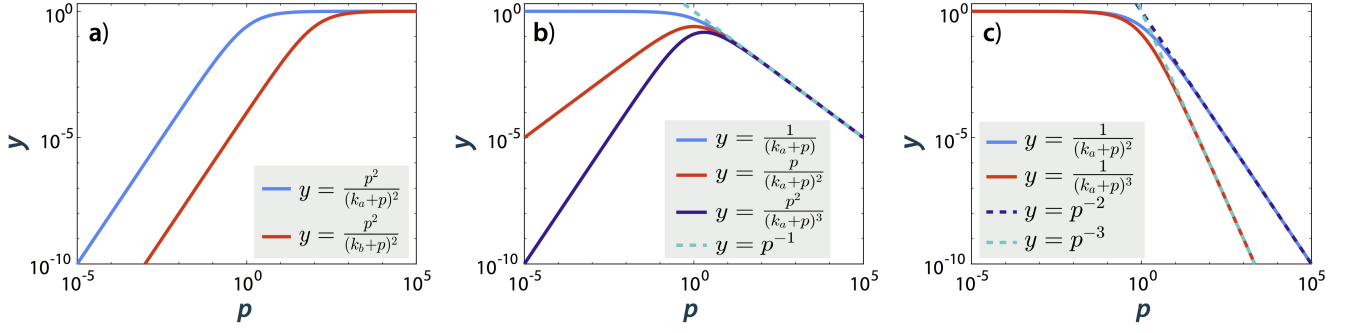 a)
y
10^0
10^-5
10^-10
10^-5
10^0
10^5
p
y = p^2/(k_a+p)^2
y = p^2/(k_b+p)^2
b)
y
10^0
10^-5
10^-10
10^-5
10^0
10^5
p
y = 1/(k_a+p)
y = p/(k_a+p)^2
y = p^2/(k_a+p)^3
y = p^-1
c)
y
10^0
10^-5
10^-10
10^-5
10^0
10^5
p
y = 1/(k_a+p)^2
y = 1/(k_a+p)^3
y = p^-2
y = p^-3